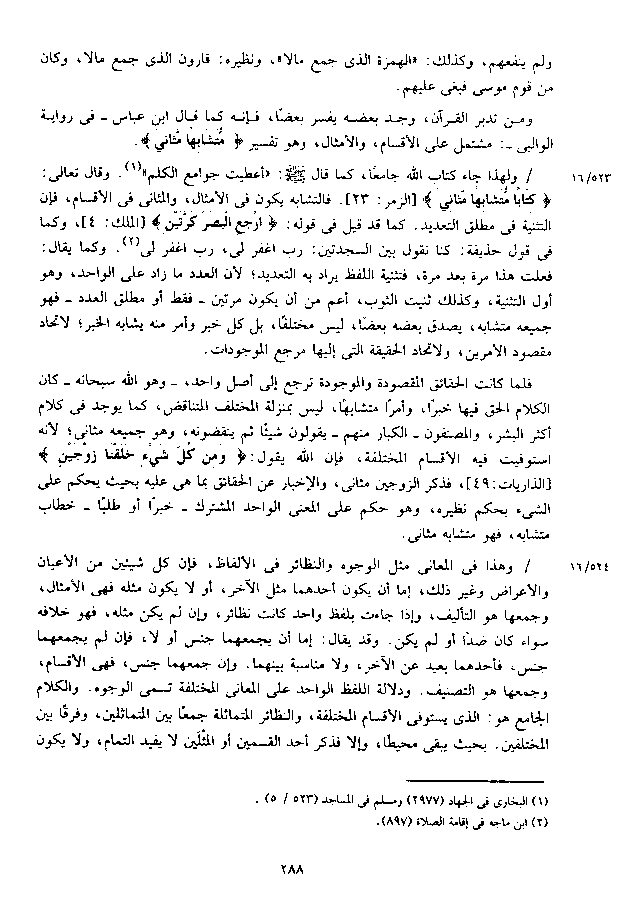 ولم ينفعهم، وكذلك: «الهمزة الذى جمع مالا»، ونظيره: قارون الذى جمع مالا، وكان
من قوم موسى فبغى عليهم.
ومـن تدبر القـرآن، وجـد بعضـه يفسر بعضًـا، فـإنـه كمـا قـال ابن عباس ـ فى روايـة
الوالبى ـ: مشتمل على الأقسام، والأمثال، وهو تفسير ﴿ مُّتَشَابِهًا مَّثَانِيَ ﴾.
١٦/٥٢٣ / ولهذا جاء كتاب الله جامعًا، كما قال ﷺ: «أعطيت جوامع الكلم»(١). وقال تعالى:
﴿ كِتَابًا مُّتَشَابِهًا مَّثَانِيَ ﴾ [الزمر: ٢٣]. فالتشابه يكون فى الأمثال، والمثانى فى الأقسام، فإن
التثنية فى مطلق التعديد. كما قد قيل فى قوله: ﴿ ارْجِعِ الْبَصَرَ كَرَّتَيْنِ ﴾ [الملك: ٤]، وكما
فى قول حذيفة: كنا نقول بين السجدتين: رب اغفر لى، رب اغفر لى(٢). وكما يقال:
فعلت هذا مرة بعد مرة، فتثنية اللفظ يراد به التعديد؛ لأن العدد ما زاد على الواحد، وهو
أول التثنية، وكذلك ثنيت الثوب، أعم من أن يكون مرتين ـ فقط أو مطلق العدد ـ فهو
جميعه متشابه، يصدق بعضه بعضًا، ليس مختلفًا، بل كل خبر وأمر منه يشابه الخبر؛ لاتحاد
مقصود الأمرين، ولاتحاد الحقيقة التى إليها مرجع الموجودات.
فلما كانت الحقائق المقصودة والموجودة ترجع إلى أصل واحد، ـ وهو الله سبحانه ـ كان
الكلام الحق فيها خبرًا، وأمرًا متشابهًا، ليس بمنزلة المختلف المتناقض، كما يوجد فى كلام
أكثر البشر، والمصنفون ـ الكبار منهم ـ يقولون شيئًا ثم ينقضونه، وهو جميعه مثانى؛ لأنه
استوفيت فيه الأقسام المختلفة، فإن الله يقول: ﴿ وَمِن كُلِّ شَيْءٍ خَلَقْنَا زَوْجَيْنِ ﴾
[الذاريات: ٤٩]، فذكر الزوجين مثانى، والإخبار عن الحقائق بما هى عليه بحيث يحكم على
الشىء بحكم نظيره، وهو حكم على المعنى الواحد المشترك ـ خبرًا أو طلبًا ـ خطاب
متشابه، فهو متشابه مثانى.
١٦/٥٢٤ / وهذا فى المعانى مثل الوجوه والنظائر فى الألفاظ، فإن كل شيئين من الأعيان
والأعراض وغير ذلك، إما أن يكون أحدهما مثل الآخر، أو لا يكون مثله فهى الأمثال،
وجمعها هو التأليف، وإذا جاءت بلفظ واحد كانت نظائر، وإن لم يكن مثله، فهو خلافه
سواء كان ضدًا أو لم يكن. وقد يقال: إما أن يجمعهما جنس أو لا، فإن لم يجمعهما
جنس، فأحدهما بعيد عن الآخر، ولا مناسبة بينهما. وإن جمعهما جنس، فهى الأقسام،
وجمعها هو التصنيف. ودلالة اللفظ الواحد على المعانى المختلفة تسمى الوجوه. والكلام
الجامع هو: الذى يستوفى الأقسام المختلفة، والنظائر المتماثلة جمعًا بين المتماثلين، وفرقًا بين
المختلفين. بحيث يبقى محيطًا، وإلا فذكر أحد القسمين أو المثْلَين لا يفيد التمام، ولا يكون
(١) البخارى فى الجهاد (٢٩٧٧) ومسلم فى المساجد (٥٢٣ / ٥) .
(٢) ابن ماجه فى إقامة الصلاة (٨٩٧).
٢٨٨